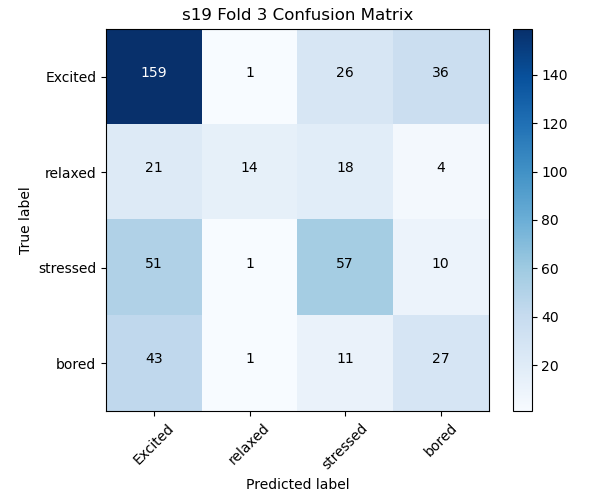 s19 Fold 3 Confusion Matrix
Excited 159 1 26 36
relaxed 21 14 18 4
stressed 51 1 57 10
bored 43 1 11 27
Excited relaxed stressed bored
Predicted label
True label
140
120
100
80
60
40
20